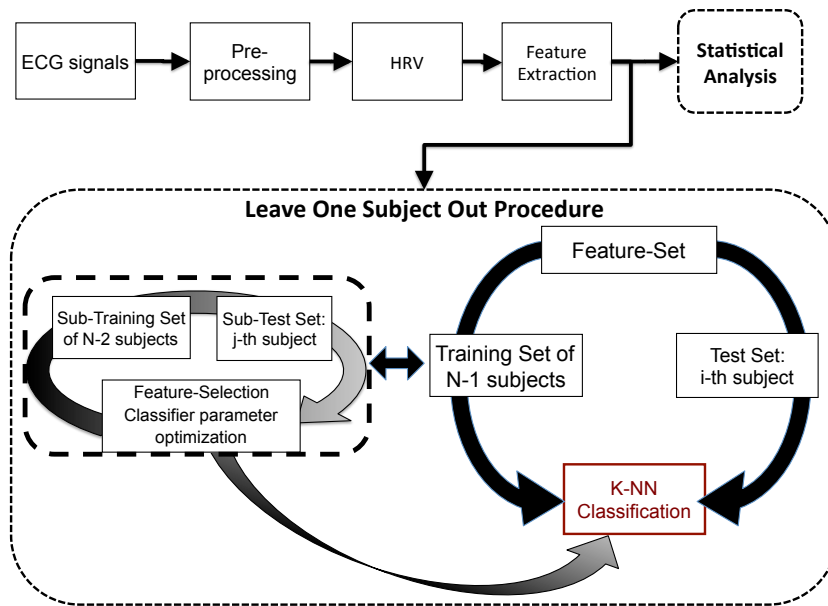 ECG signals
Pre-
processing
HRV
Feature
Extraction
Statistical
Analysis
Leave One Subject Out Procedure
Feature-Set
Sub-Training Set
of N-2 subjects
Sub-Test Set:
j-th subject
Feature-Selection
Classifier parameter
optimization
Training Set of
N-1 subjects
Test Set:
i-th subject
K-NN
Classification